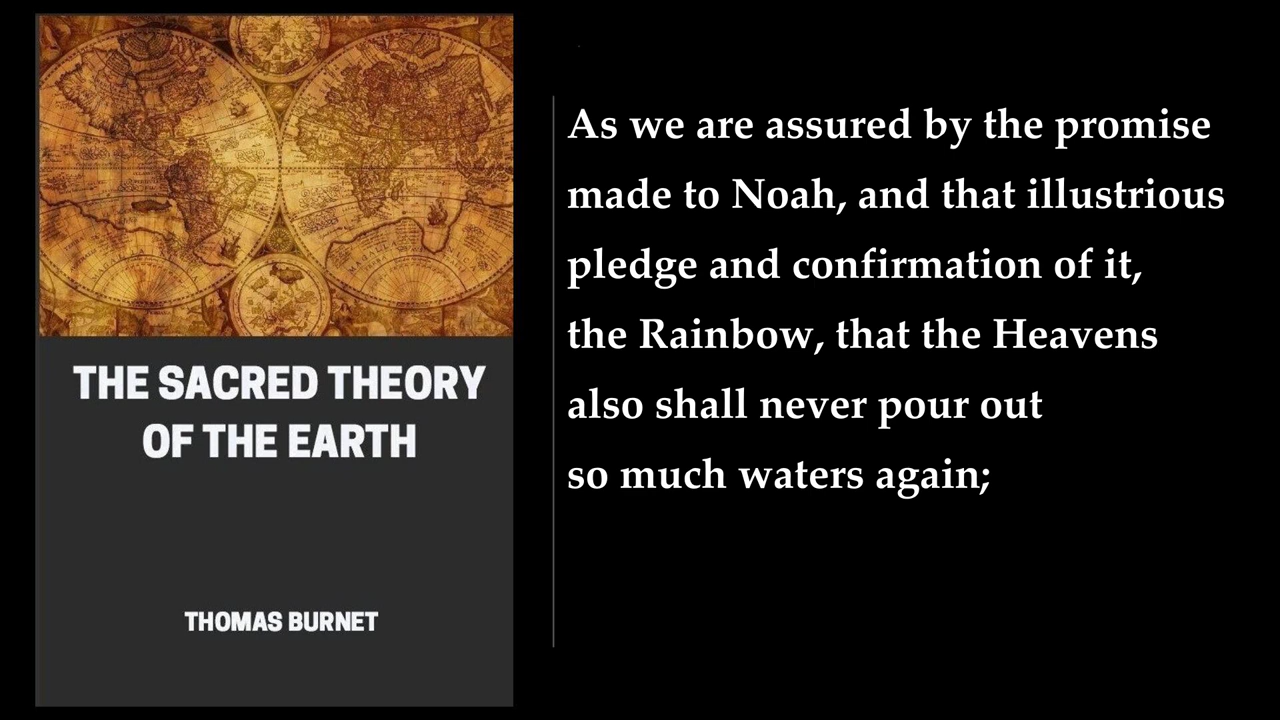 THE SACRED THEORY
OF THE EARTH
THOMAS BURNET
As we are assured by the promise
made to Noah, and that illustrious
pledge and confirmation of it,
the Rainbow, that the Heavens
also shall never pour out
so much waters again;